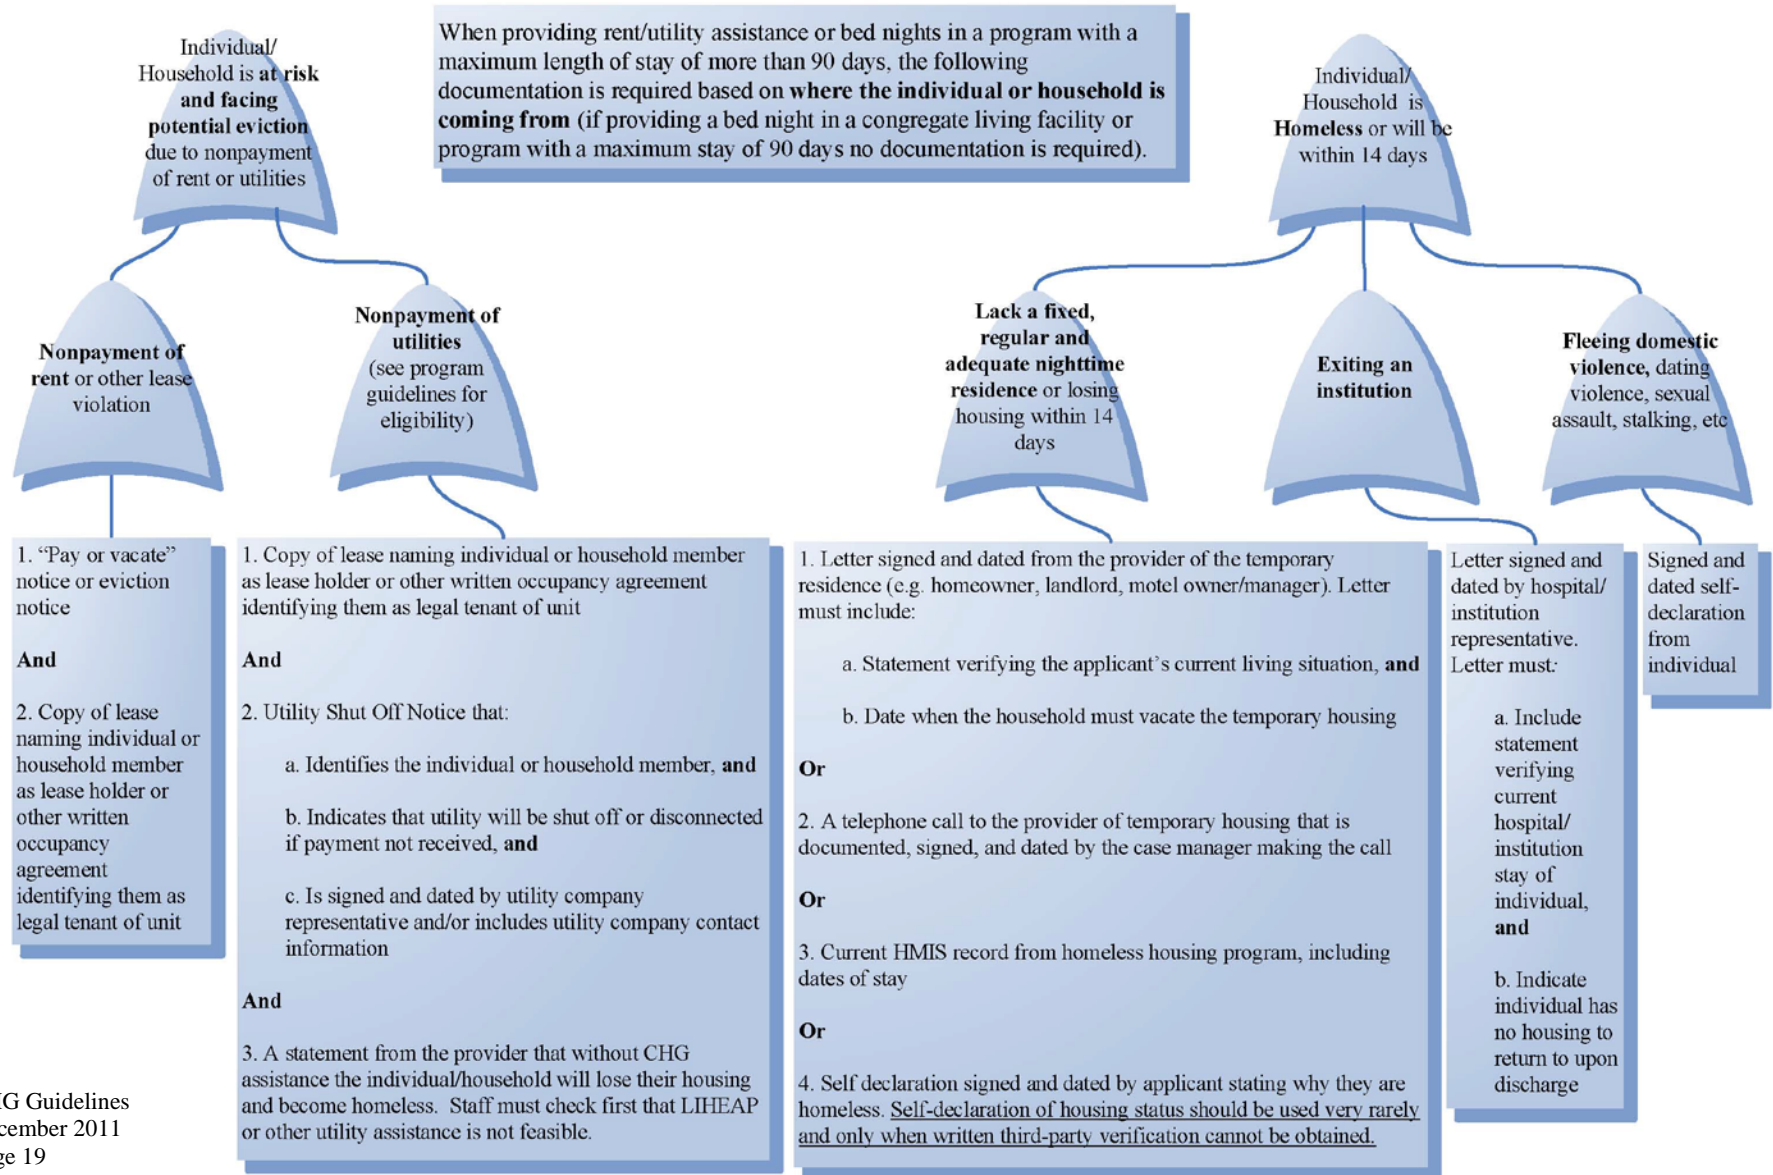 Individual/
Household is at risk
and facing
potential eviction
due to nonpayment
of rent or utilities
When providing rent/utility assistance or bed nights in a program with a
maximum length of stay of more than 90 days, the following
documentation is required based on where the individual or household is
coming from (if providing a bed night in a congregate living facility or
program with a maximum stay of 90 days no documentation is required).
Individual/
Household is
Homeless or will be
within 14 days
Nonpayment of
rent or other lease
violation
Nonpayment of
utilities
(see program
guidelines for
eligibility)
Lack a fixed,
regular and
adequate nighttime
residence or losing
housing within 14
days
Exiting an
institution
Fleeing domestic
violence, dating
violence, sexual
assault, stalking, etc
1. “Pay or vacate”
notice or eviction
notice
And
2. Copy of lease
naming individual or
household member
as lease holder or
other written
occupancy
agreement
identifying them as
legal tenant of unit
1. Copy of lease naming individual or household member
as lease holder or other written occupancy agreement
identifying them as legal tenant of unit
And
2. Utility Shut Off Notice that:
a. Identifies the individual or household member, and
b. Indicates that utility will be shut off or disconnected
if payment not received, and
c. Is signed and dated by utility company
representative and/or includes utility company contact
information
And
3. A statement from the provider that without CHG
assistance the individual/household will lose their housing
and become homeless.  Staff must check first that LIHEAP
or other utility assistance is not feasible.
1. Letter signed and dated from the provider of the temporary
residence (e.g. homeowner, landlord, motel owner/manager). Letter
must include:
a. Statement verifying the applicant’s current living situation, and
b. Date when the household must vacate the temporary housing
Or
2. A telephone call to the provider of temporary housing that is
documented, signed, and dated by the case manager making the call
Or
3. Current HMIS record from homeless housing program, including
dates of stay
Or
4. Self declaration signed and dated by applicant stating why they are
homeless. Self-declaration of housing status should be used very rarely
and only when written third-party verification cannot be obtained.
Letter signed and
dated by hospital/
institution
representative.
Letter must:
a. Include
statement
verifying
current
hospital/
institution
stay of
individual,
and
b. Indicate
individual has
no housing to
return to upon
discharge
Signed and
dated self-
declaration
from
individual
G Guidelines
cember 2011
ge 19